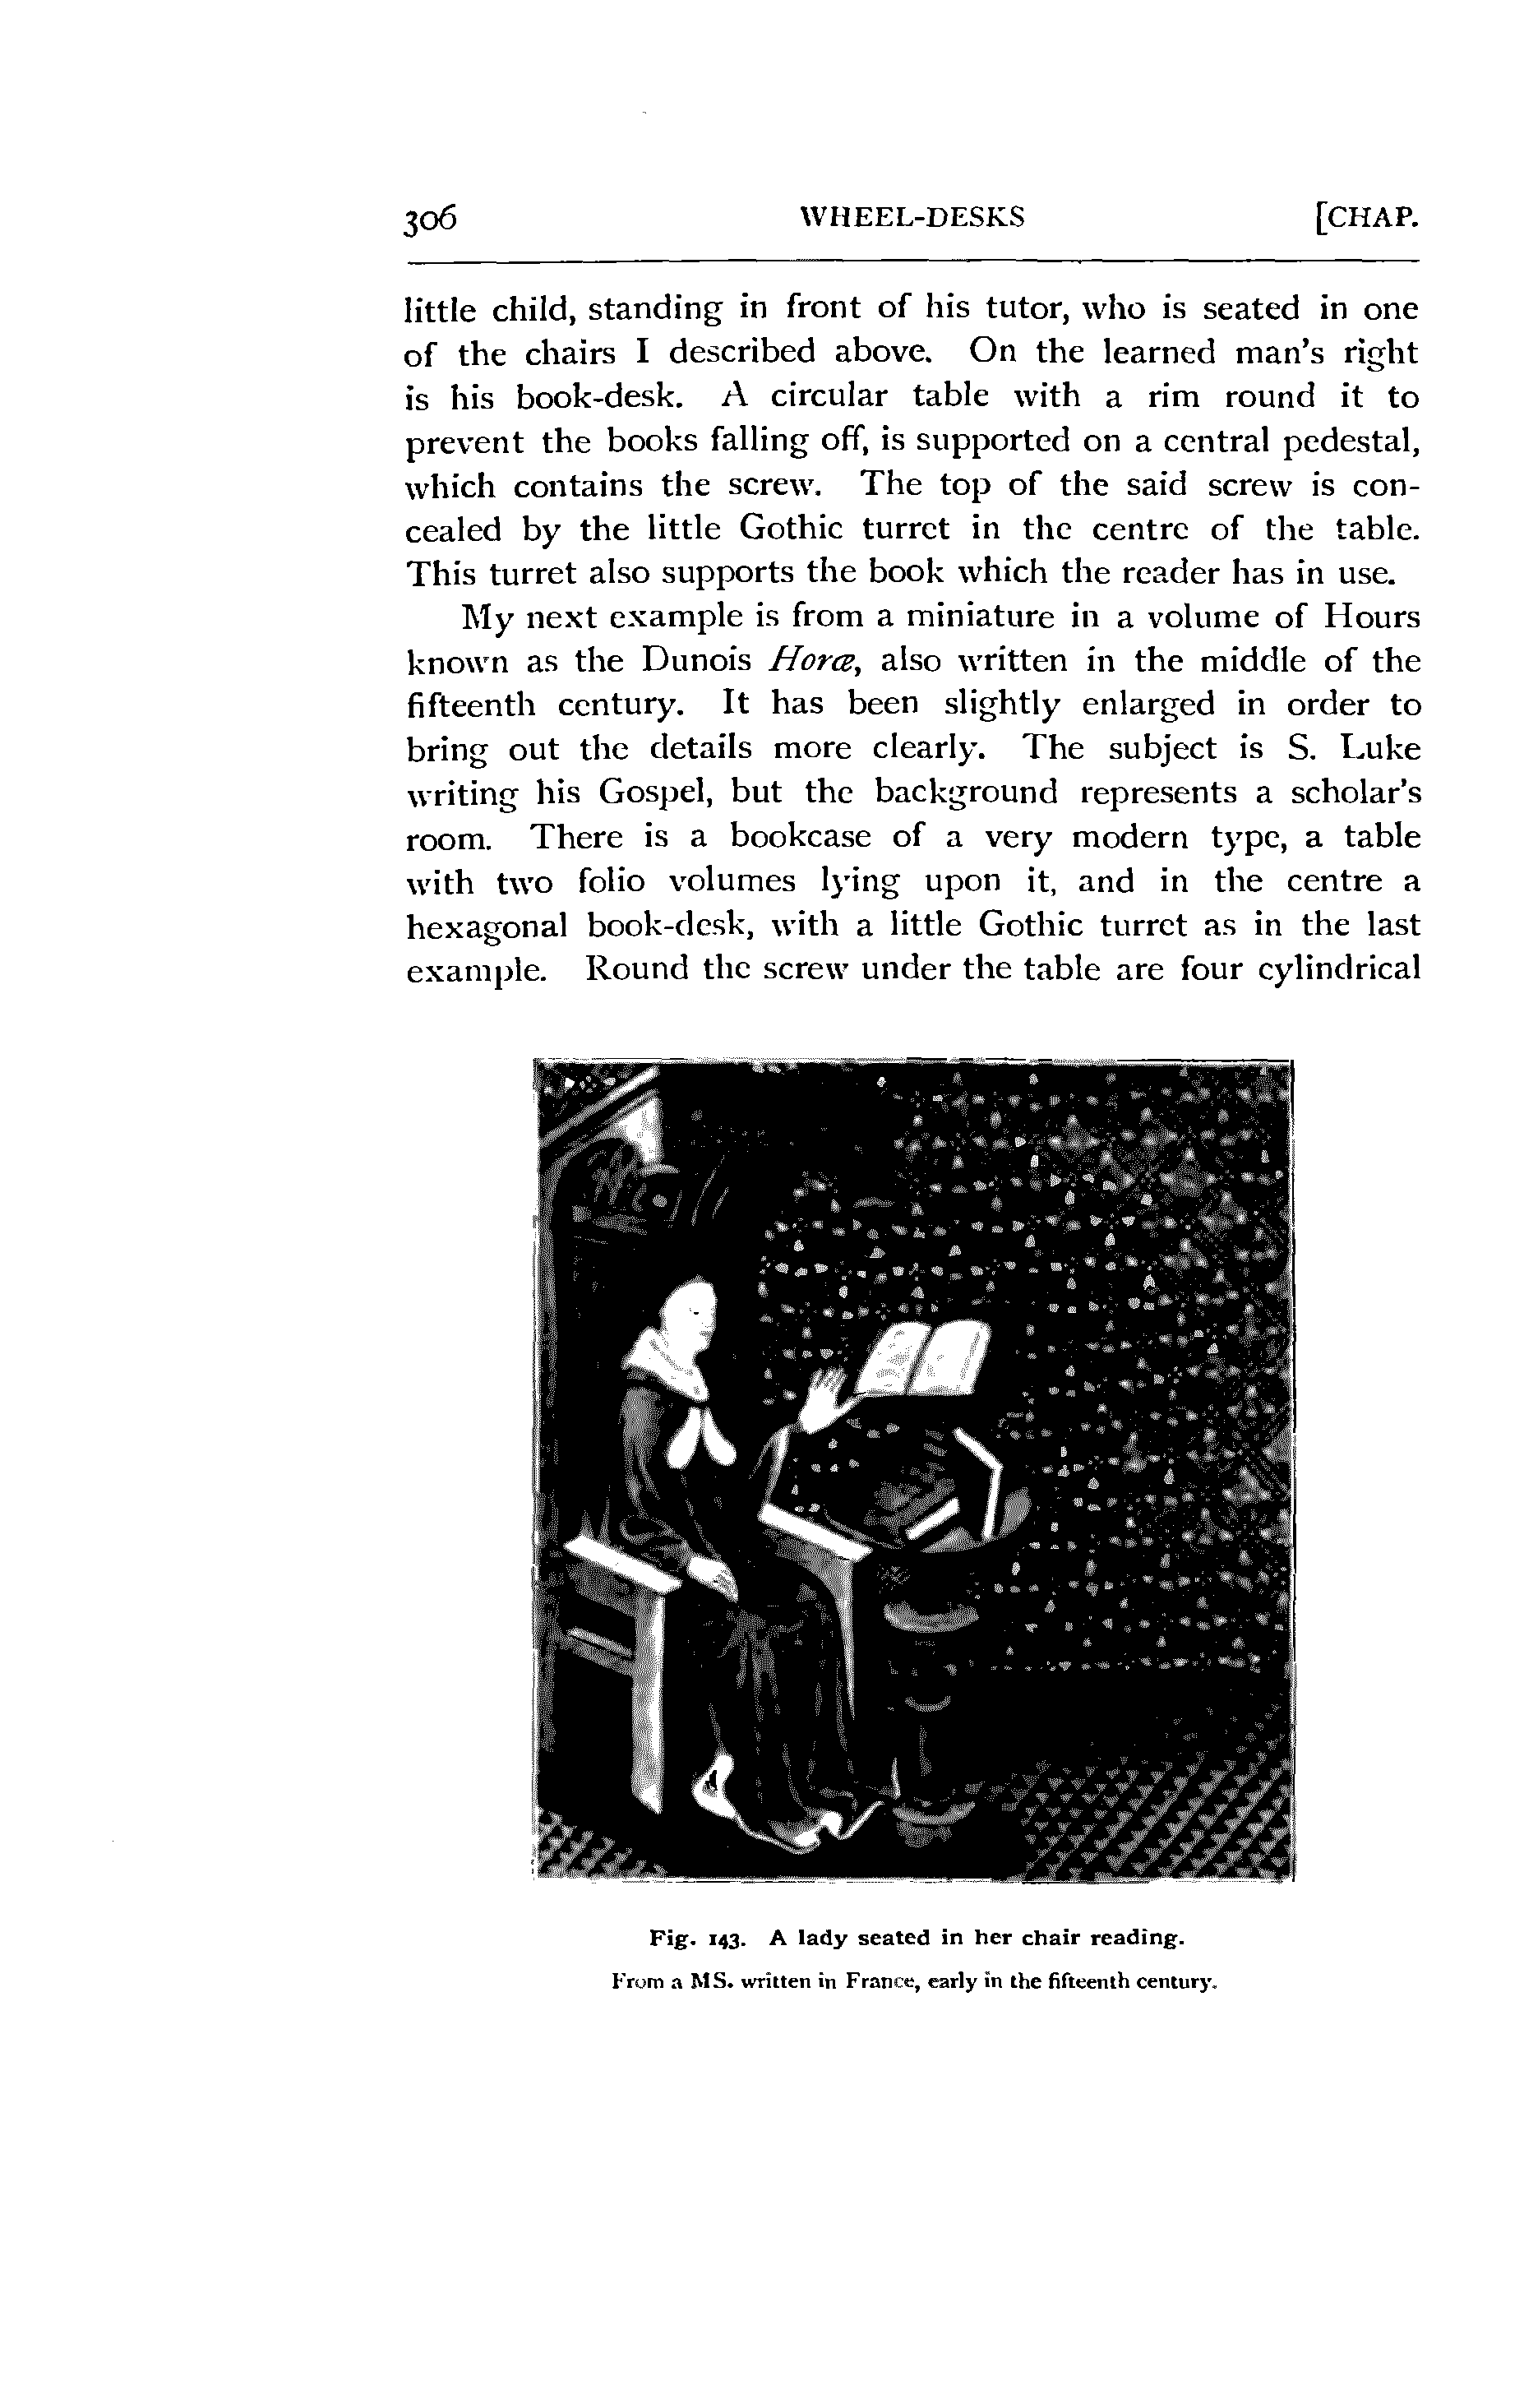 306 WHEEL-DESKS [CHAP.
little child, standing in front of his tutor, who is seated in one
of the chairs I described above. On the learned man's right
is his book-desk. A circular table with a rim round it to
prevent the books falling off, is supported on a central pedestal,
which contains the screw. The top of the said screw is con-
cealed by the little Gothic turret in the centre of the table.
This turret also supports the book which the reader has in use.
My next example is from a miniature in a volume of Hours
known as the Dunois Horæ, also written in the middle of the
fifteenth century. It has been slightly enlarged in order to
bring out the details more clearly. The subject is S. Luke
writing his Gospel, but the background represents a scholar's
room. There is a bookcase of a very modern type, a table
with two folio volumes lying upon it, and in the centre a
hexagonal book-desk, with a little Gothic turret as in the last
example. Round the screw under the table are four cylindrical
Fig. 143. A lady seated in her chair reading.
From a MS. written in France, early in the fifteenth century.